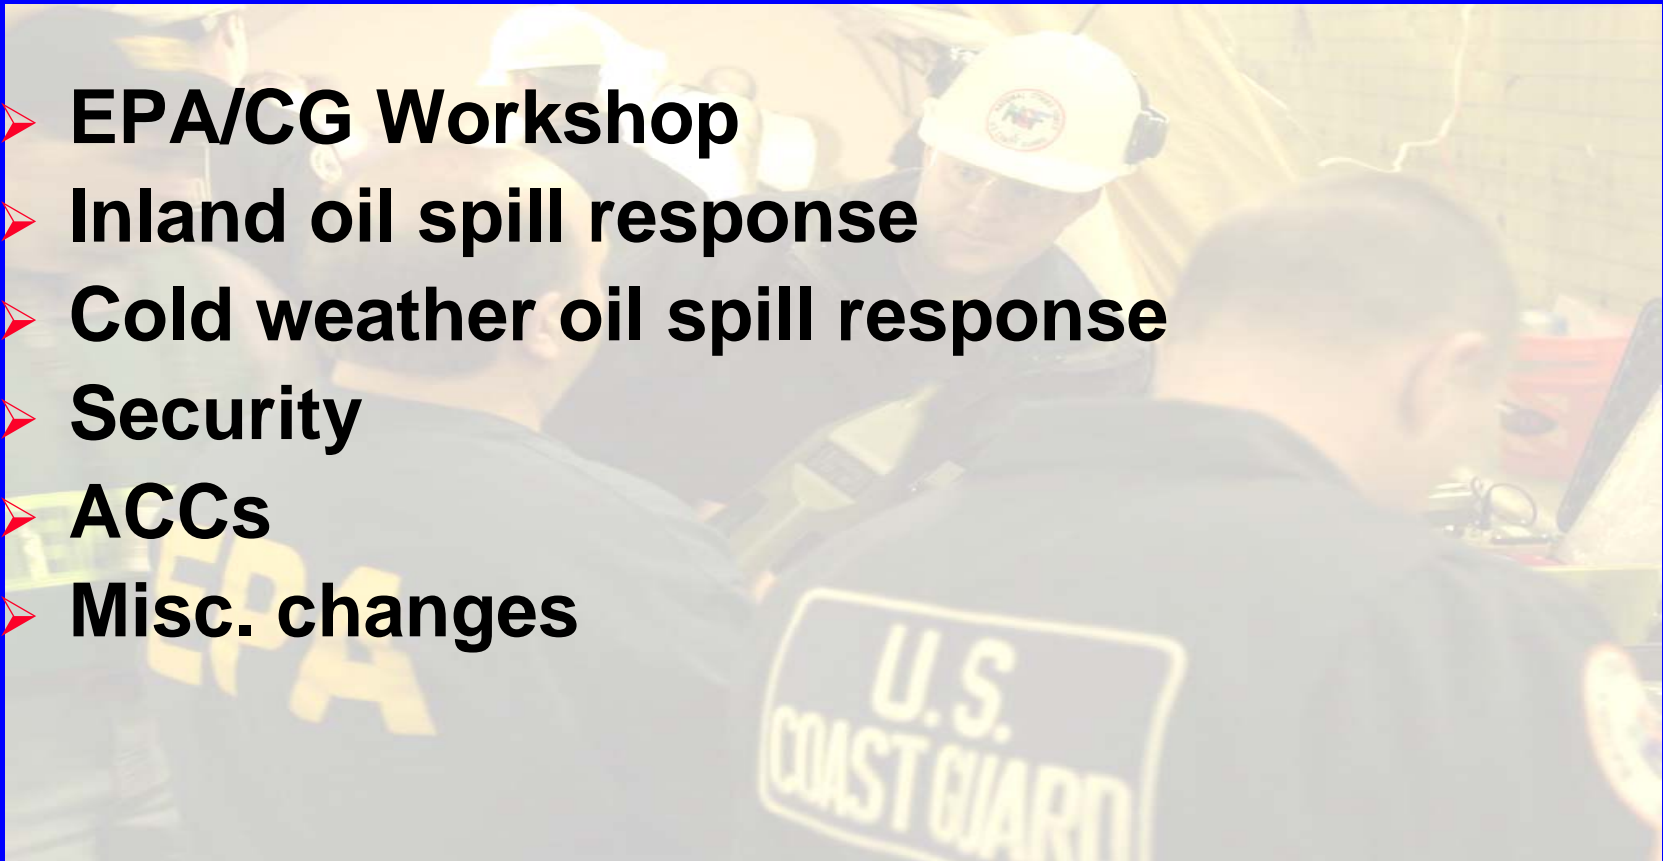 ➢ EPA/CG Workshop
➢ Inland oil spill response
➢ Cold weather oil spill response
➢ Security
➢ ACCs
➢ Misc. changes
EPA
U.S.
COAST GUARD